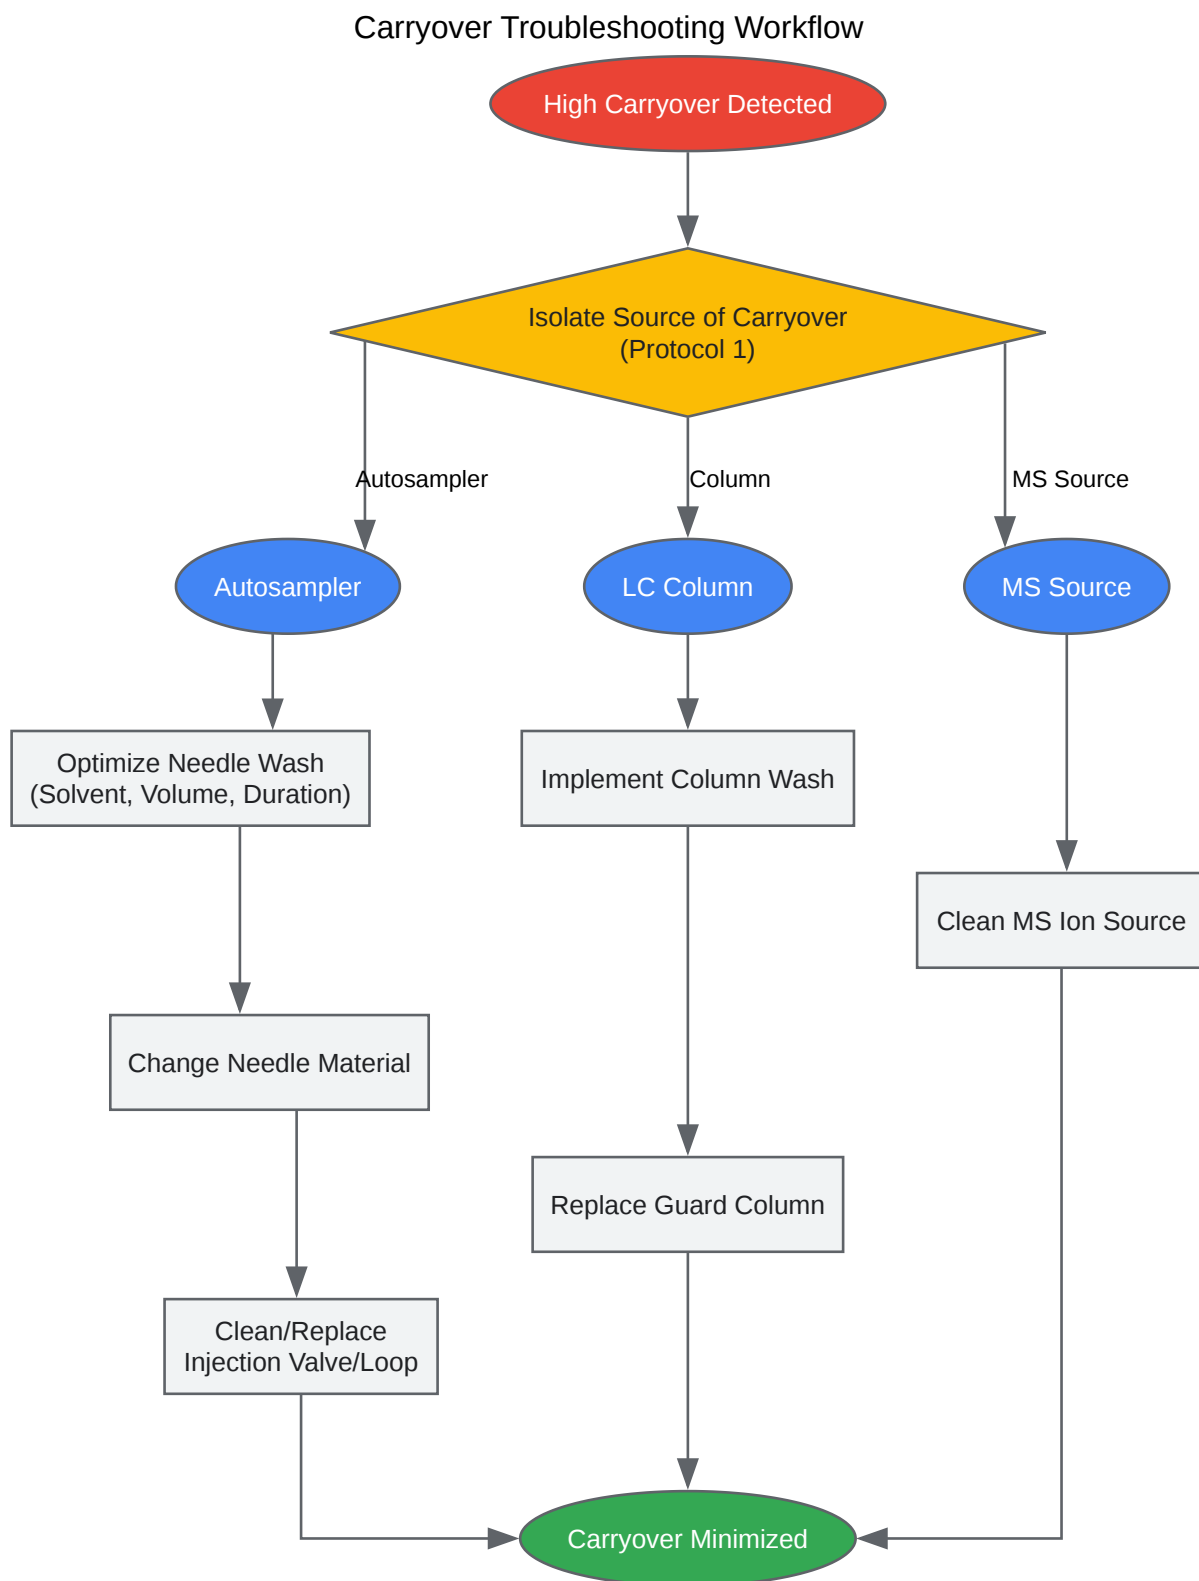 Carryover Troubleshooting Workflow
High Carryover Detected
Isolate Source of Carryover
(Protocol 1)
Autosampler
Column
MS Source
Autosampler
LC Column
MS Source
Optimize Needle Wash
(Solvent, Volume, Duration)
Implement Column Wash
Clean MS Ion Source
Change Needle Material
Replace Guard Column
Clean/Replace
Injection Valve/Loop
Carryover Minimized